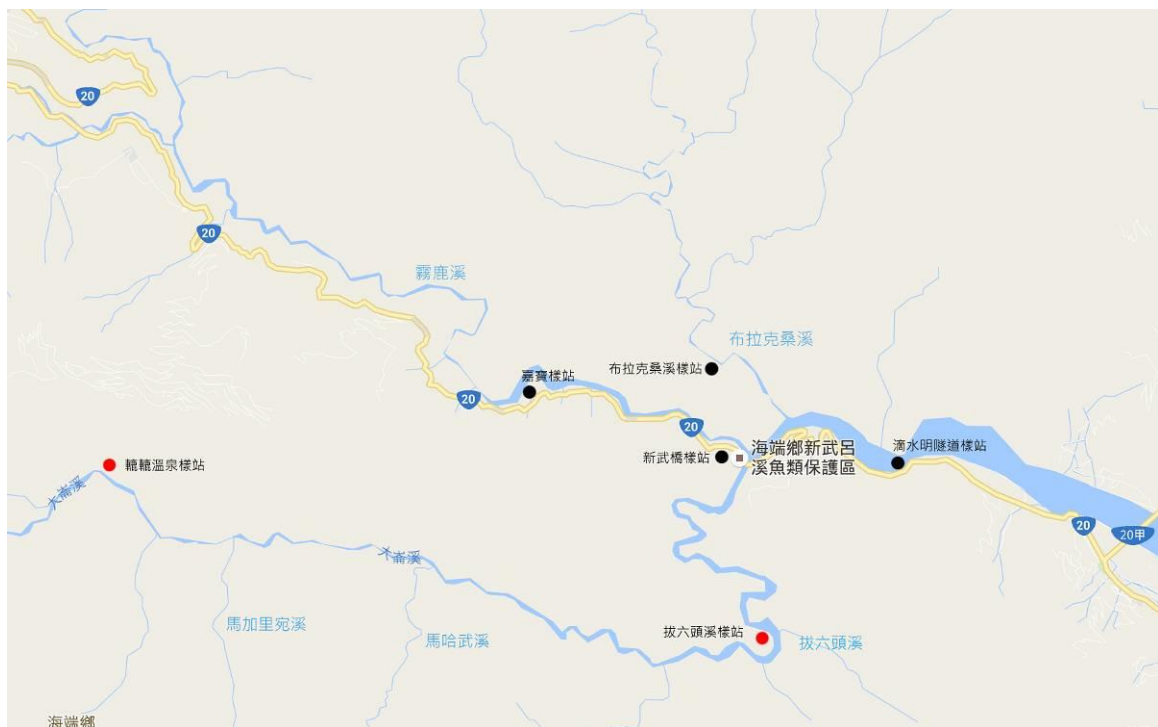 20
20
霧鹿溪
布拉克桑溪
布拉克桑溪樣站
嘉寶樣站
20
20
海端鄉新武呂
溪魚類保護區
新武橋樣站
滴水明隧道樣站
轆轆溫泉樣站
大崙溪
20
20甲
大崙溪
馬加里宛溪
馬哈武溪
拔六頭溪樣站
拔六頭溪
海端鄉